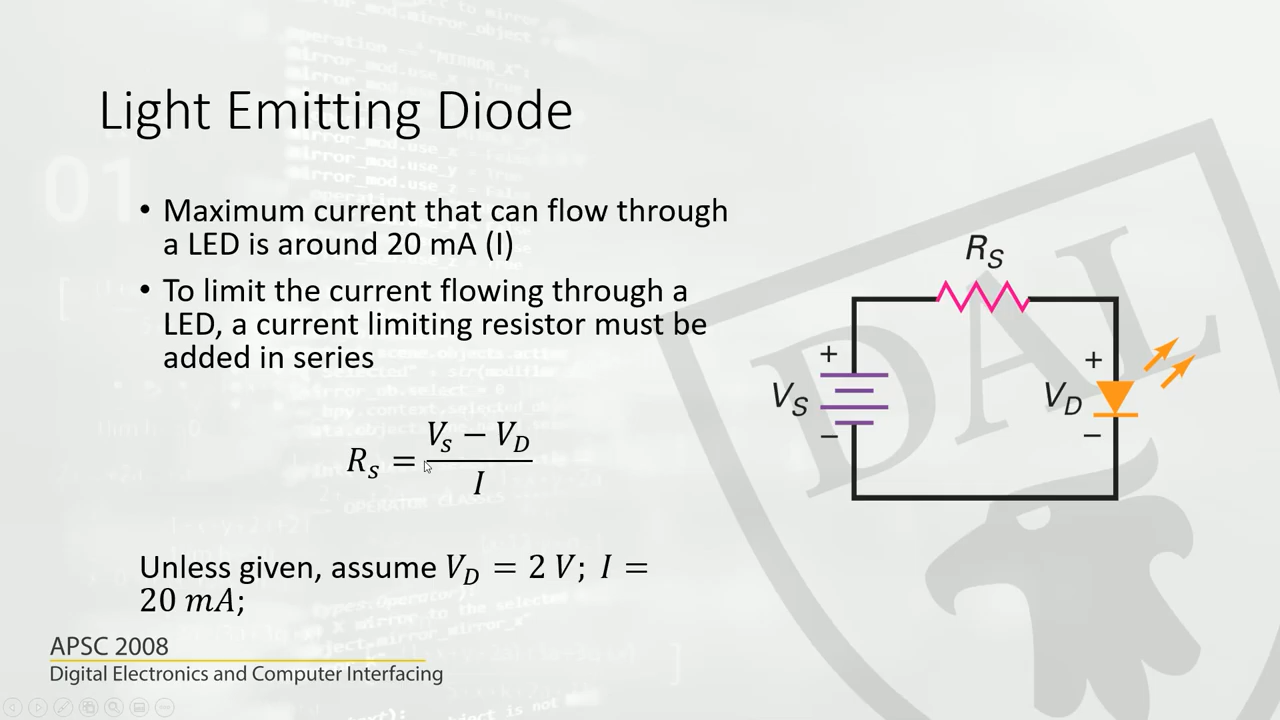 Light Emitting Diode
01
• Maximum current that can flow through
a LED is around 20 mA (I)
• To limit the current flowing through a
LED, a current limiting resistor must be
added in series
R_s = (V_s − V_D) / I
Unless given, assume V_D = 2 V; I =
20 mA;
R_S
+
+
V_S
V_D
−
−
DAL
APSC 2008
Digital Electronics and Computer Interfacing